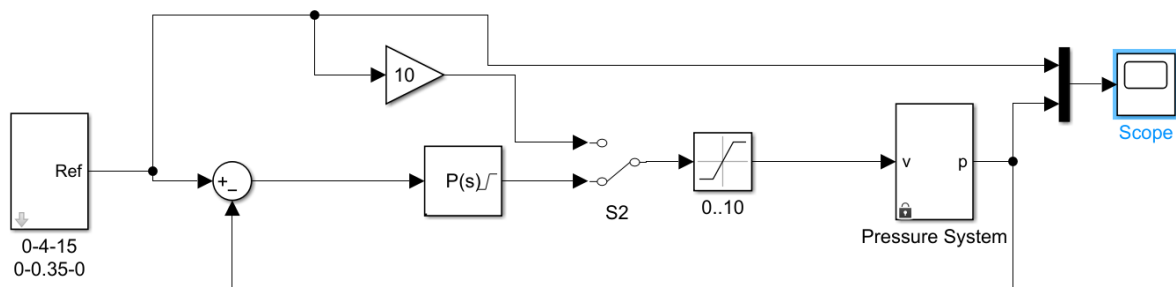 10
Scope
Ref
+
−
P(s)
S2
0..10
v
p
Pressure System
0-4-15
0-0.35-0